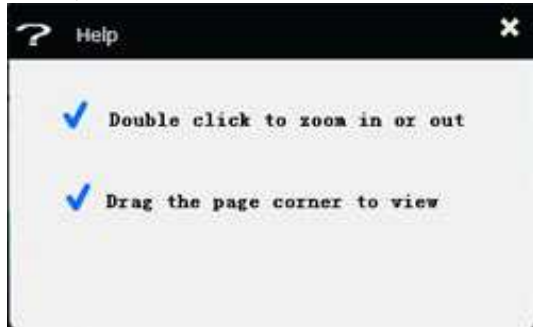 Help
Double click to zoom in or out
Drag the page corner to view